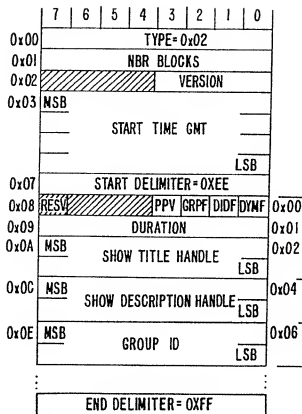 7 6 5 4 3 2 1 0
0x00 TYPE=0x02
0x01 NBR BLOCKS
0x02 VERSION
0x03 MSB
START TIME GMT
LSB
0x07 START DELIMITER=0XEE
0x08 RESV PPV GRPF DIDF DYMF 0x00
0x09 DURATION 0x01
0x0A MSB 0x02
SHOW TITLE HANDLE
LSB
0x0C MSB 0x04
SHOW DESCRIPTION HANDLE
LSB
0x0E MSB 0x06
GROUP ID
LSB
END DELIMITER=0XFF